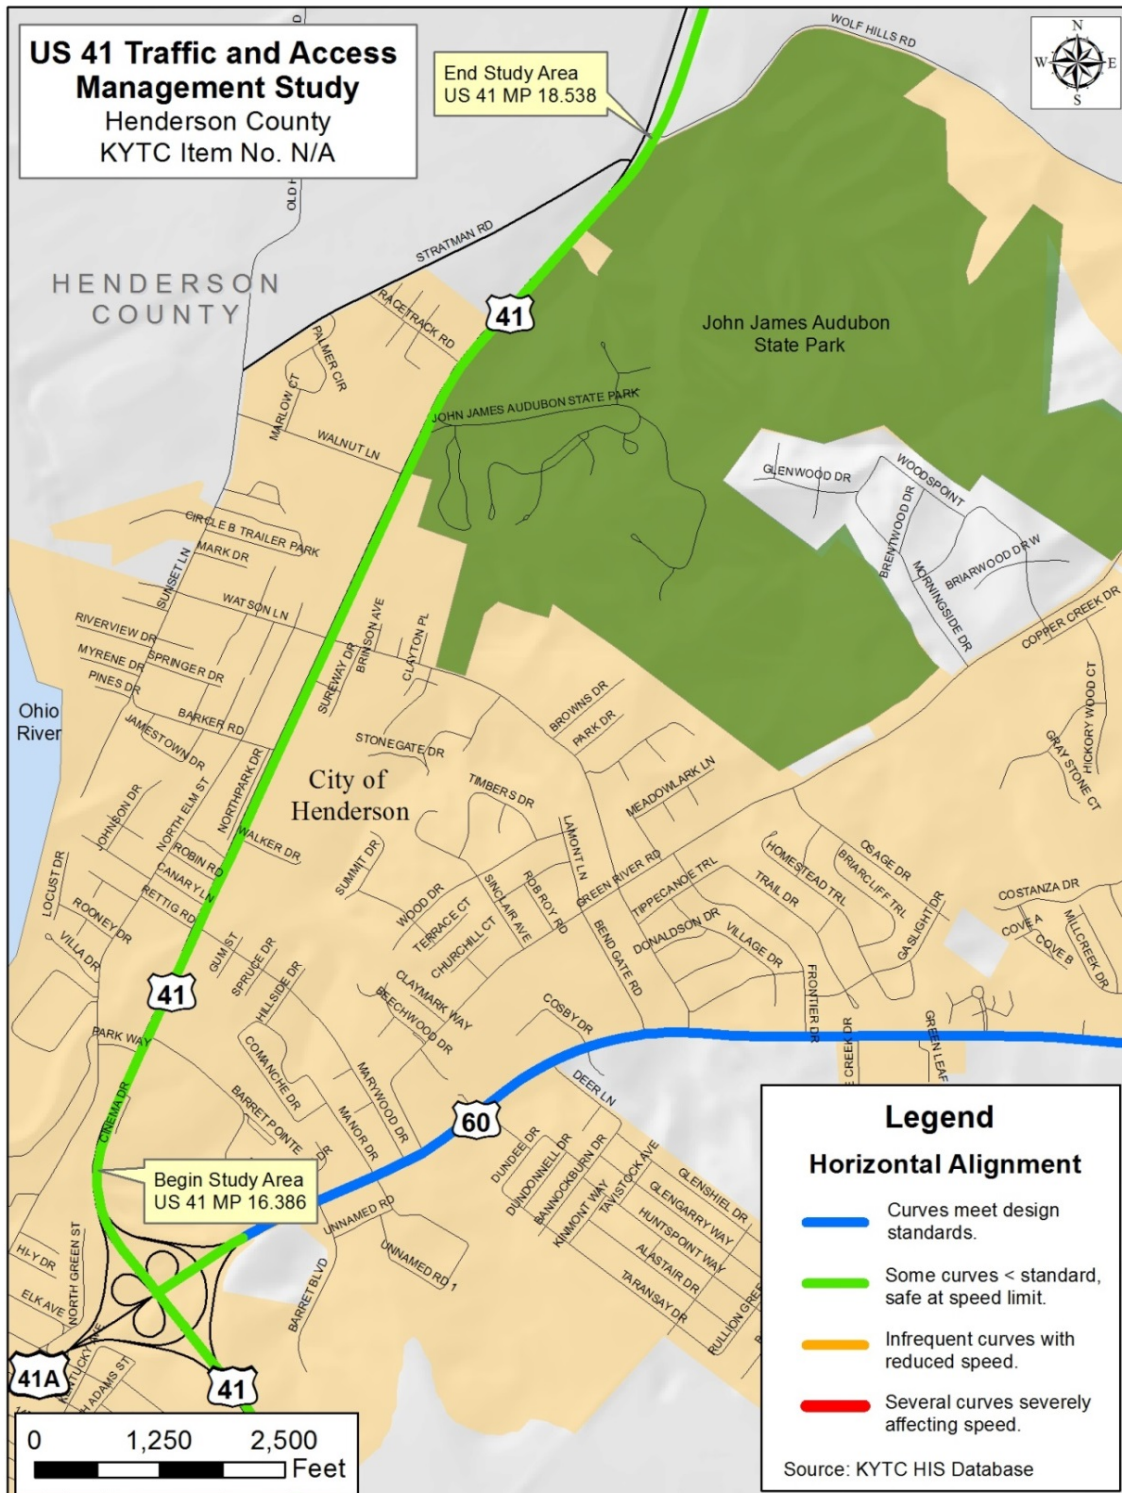 US 41 Traffic and Access
Management Study
Henderson County
KYTC Item No. N/A
End Study Area
US 41 MP 18.538
WOLF HILLS RD
N
W
E
S
OLD H
D
STRATMAN RD
HENDERSON
COUNTY
41
RACETRACK RD
PALMER CIR
MARLOW CT
John James Audubon
State Park
JOHN JAMES AUDUBON STATE PARK
WALNUT LN
GLENWOOD DR
WOODSPOINT
BRENTWOOD DR
BRIARWOOD DR W
MORNINGSIDE DR
COPPER CREEK DR
HICKORY WOOD CT
GRAY STONE CT
CIRCLE B TRAILER PARK
MARK DR
SUNSET LN
WATSON LN
RIVERVIEW DR
SPRINGER DR
MYRENE DR
PINES DR
SUREWAY DR
BRINSON AVE
CLAYTON PL
Ohio
River
BARKER RD
JAMESTOWN DR
STONEGATE DR
BROWNS DR
PARK DR
City of
Henderson
TIMBERS DR
MEADOWLARK LN
JOHNSON DR
NORTH ELM ST
NORTHPARK DR
WALKER DR
ROBIN RD
CANARY LN
RETTIG RD
SUMMIT DR
LAMONT LN
GREEN RIVER RD
LOCUST DR
ROONEY DR
VILLA DR
WOOD DR
TERRACE CT
CHURCHILL CT
SINCLAIR AVE
ROB ROY RD
BENDGATE RD
TIPPECANOE TRL
DONALDSON DR
VILLAGE DR
TRAIL DR
HOMESTEAD TRL
BRIARCLIFF TRL
OSAGE DR
GASLIGHT DR
COSTANZA DR
COVE A
COVE B
MILLCREEK DR
GUM ST
SPRUCE DR
HILLSIDE DR
41
CLAYMARK WAY
BEECHWOOD DR
COSBY DR
FRONTIER DR
E CREEK DR
GREEN LEAF
PARK WAY
COMANCHE DR
MARYWOOD DR
MANOR DR
BARRET POINTE
DR
CINEMA DR
60
DEER LN
DUNDEE DR
DUNDONNELL DR
BANNOCKBURN DR
KINMONT WAY
TAVISTOCK AVE
GLENSHIEL DR
GLENGARRY WAY
HUNTSPOINT WAY
ALASTAIR DR
TARANSAY DR
RULLION GREE
Begin Study Area
US 41 MP 16.386
UNNAMED RD
UNNAMED RD 1
BARRET BLVD
HI-Y DR
ELK AVE
NORTH GREEN ST
KENTUCKY AVE
H ADAMS ST
41A
41
0 1,250 2,500
Feet
Legend
Horizontal Alignment
Curves meet design
standards.
Some curves < standard,
safe at speed limit.
Infrequent curves with
reduced speed.
Several curves severely
affecting speed.
Source: KYTC HIS Database